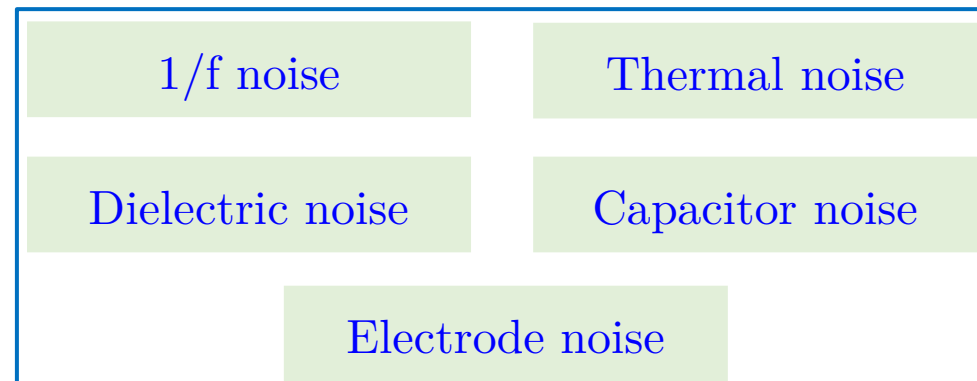 1/f noise
Thermal noise
Dielectric noise
Capacitor noise
Electrode noise